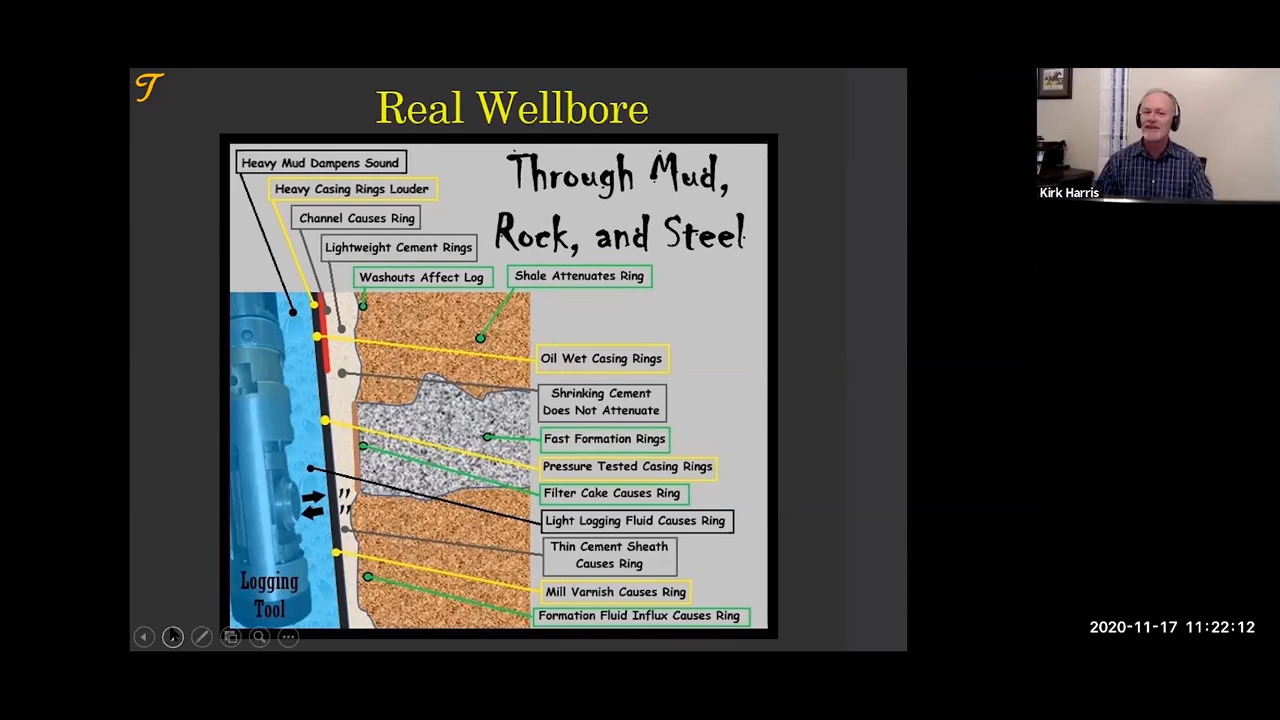 T
Real Wellbore
Heavy Mud Dampens Sound
Heavy Casing Rings Louder
Channel Causes Ring
Lightweight Cement Rings
Washouts Affect Log
Through Mud,
Rock, and Steel
Shale Attenuates Ring
Oil Wet Casing Rings
Shrinking Cement
Does Not Attenuate
Fast Formation Rings
Pressure Tested Casing Rings
Filter Cake Causes Ring
Light Logging Fluid Causes Ring
Thin Cement Sheath
Causes Ring
Mill Varnish Causes Ring
Formation Fluid Influx Causes Ring
Logging
Tool
Kirk Harris
2020-11-17 11:22:12